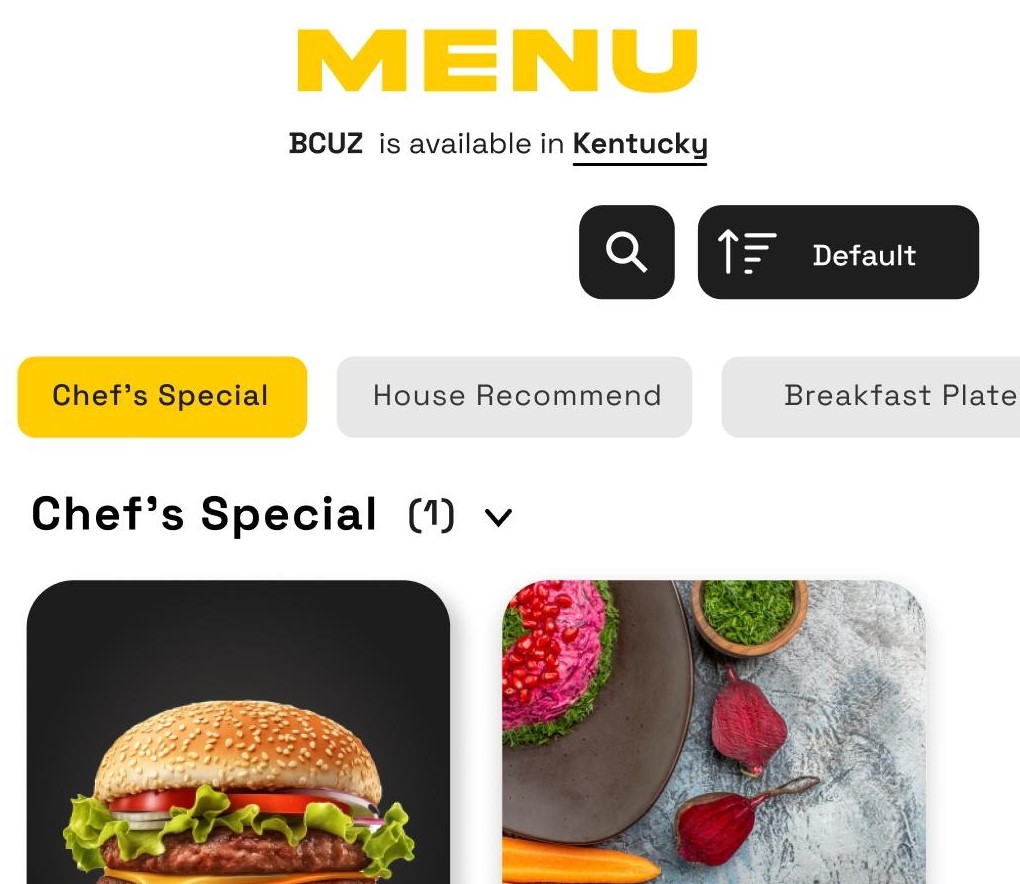 MENU
BCUZ is available in Kentucky
Default
Chef's Special House Recommend Breakfast Plate
Chef's Special (1)